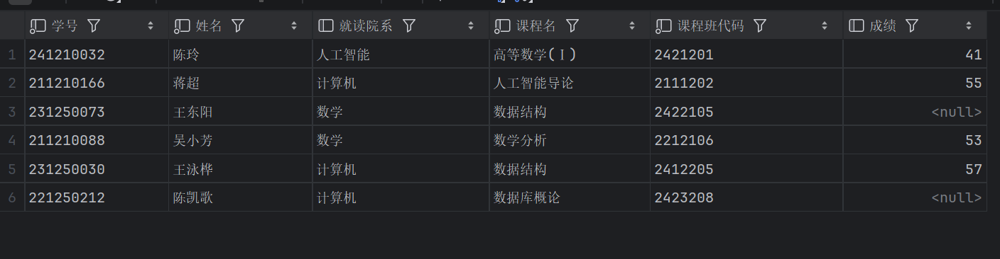 学号 姓名 就读院系 课程名 课程班代码 成绩
1 241210032 陈玲 人工智能 高等数学(Ⅰ) 2421201 41
2 211210166 蒋超 计算机 人工智能导论 2111202 55
3 231250073 王东阳 数学 数据结构 2422105 <null>
4 211210088 吴小芳 数学 数学分析 2212106 53
5 231250030 王泳桦 计算机 数据结构 2412205 57
6 221250212 陈凯歌 计算机 数据库概论 2423208 <null>